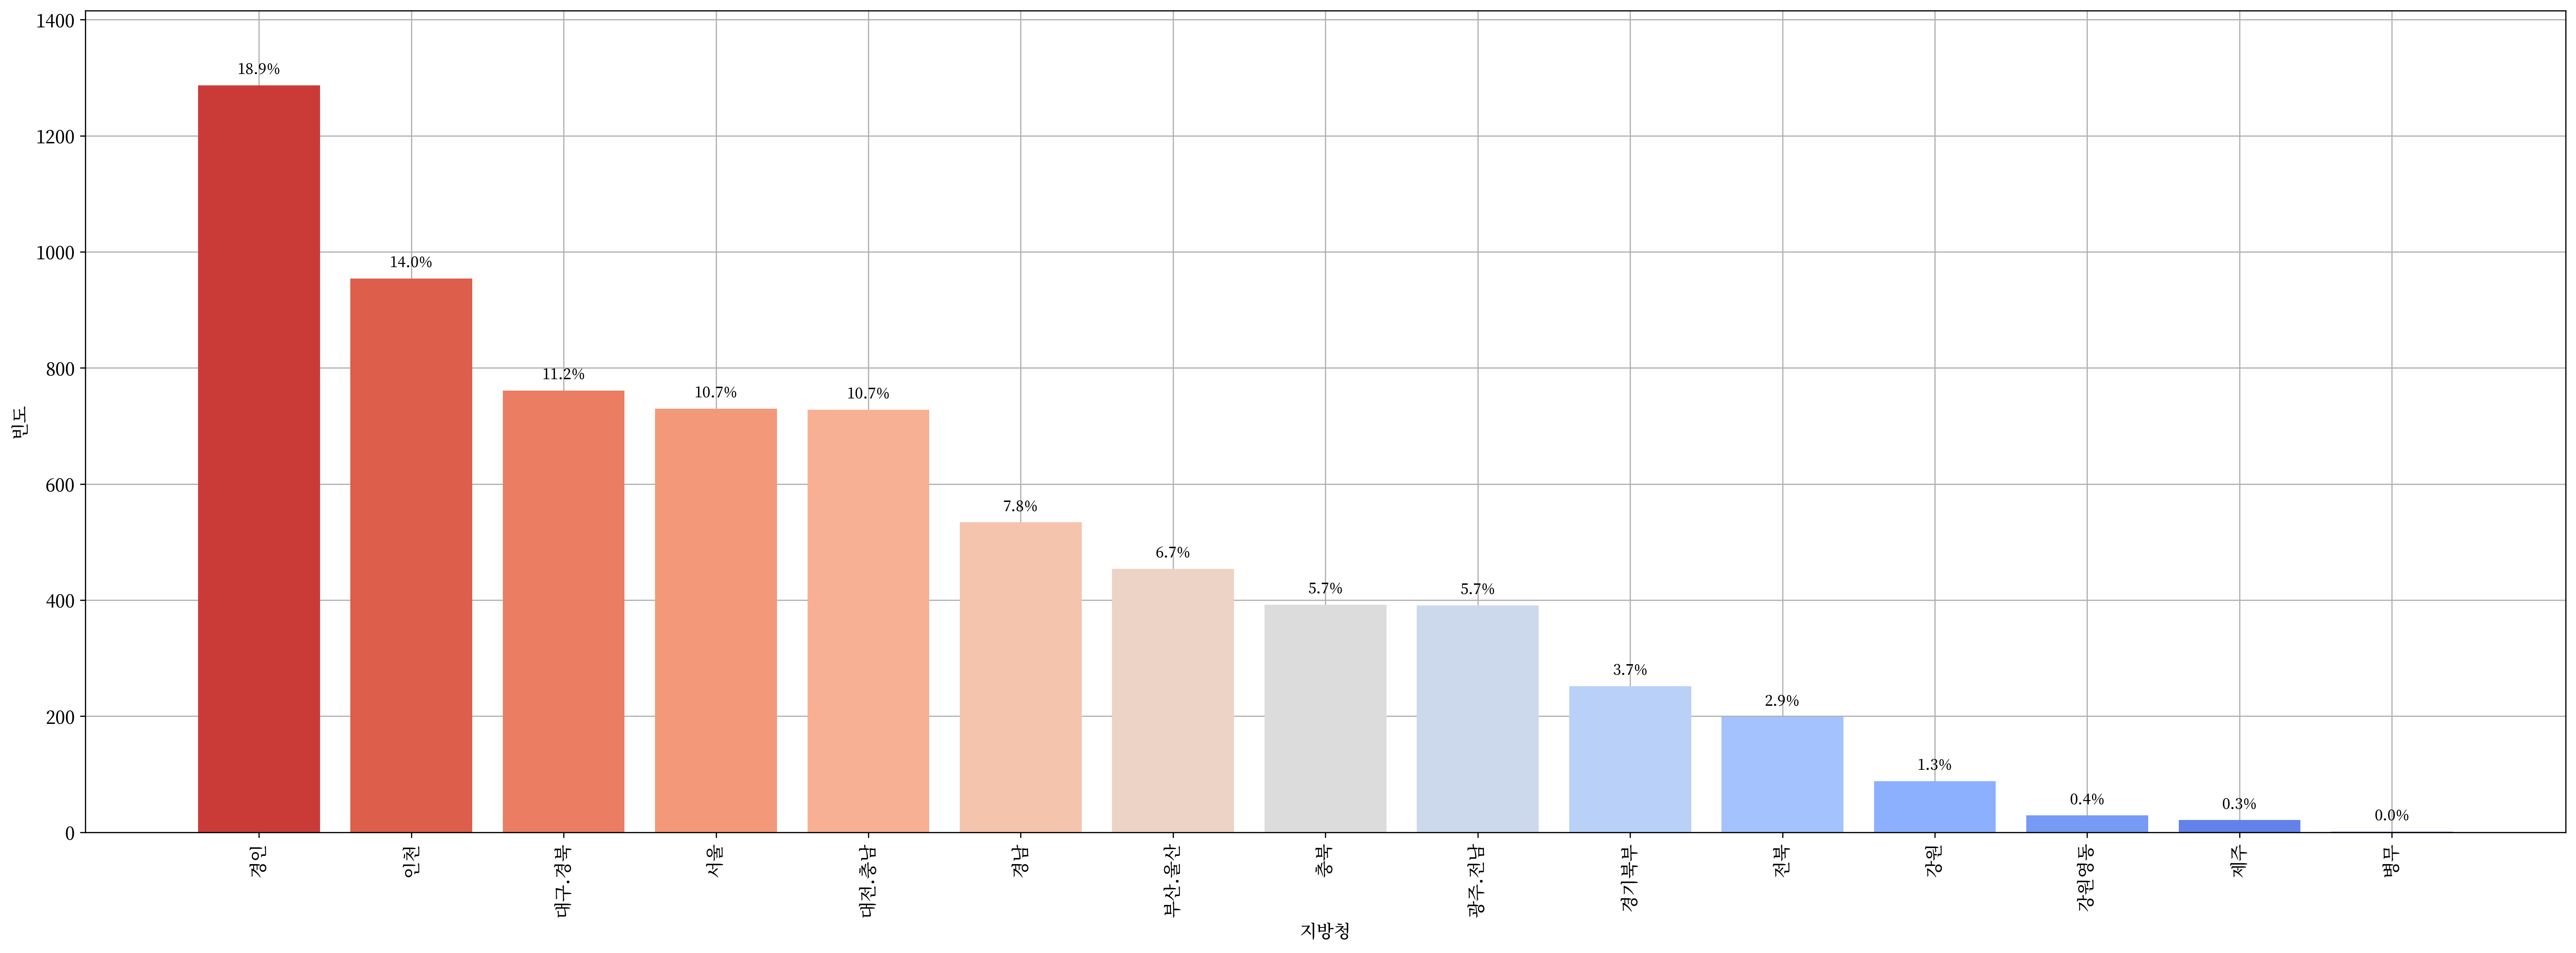 1400
1200
1000
800
600
400
200
0
빈도
18.9%
14.0%
11.2%
10.7%
10.7%
7.8%
6.7%
5.7%
5.7%
3.7%
2.9%
1.3%
0.4%
0.3%
0.0%
경인
인천
대구.경북
서울
대전.충남
경남
부산.울산
충북
광주.전남
경기북부
전북
강원
강원영동
제주
병무
지방청